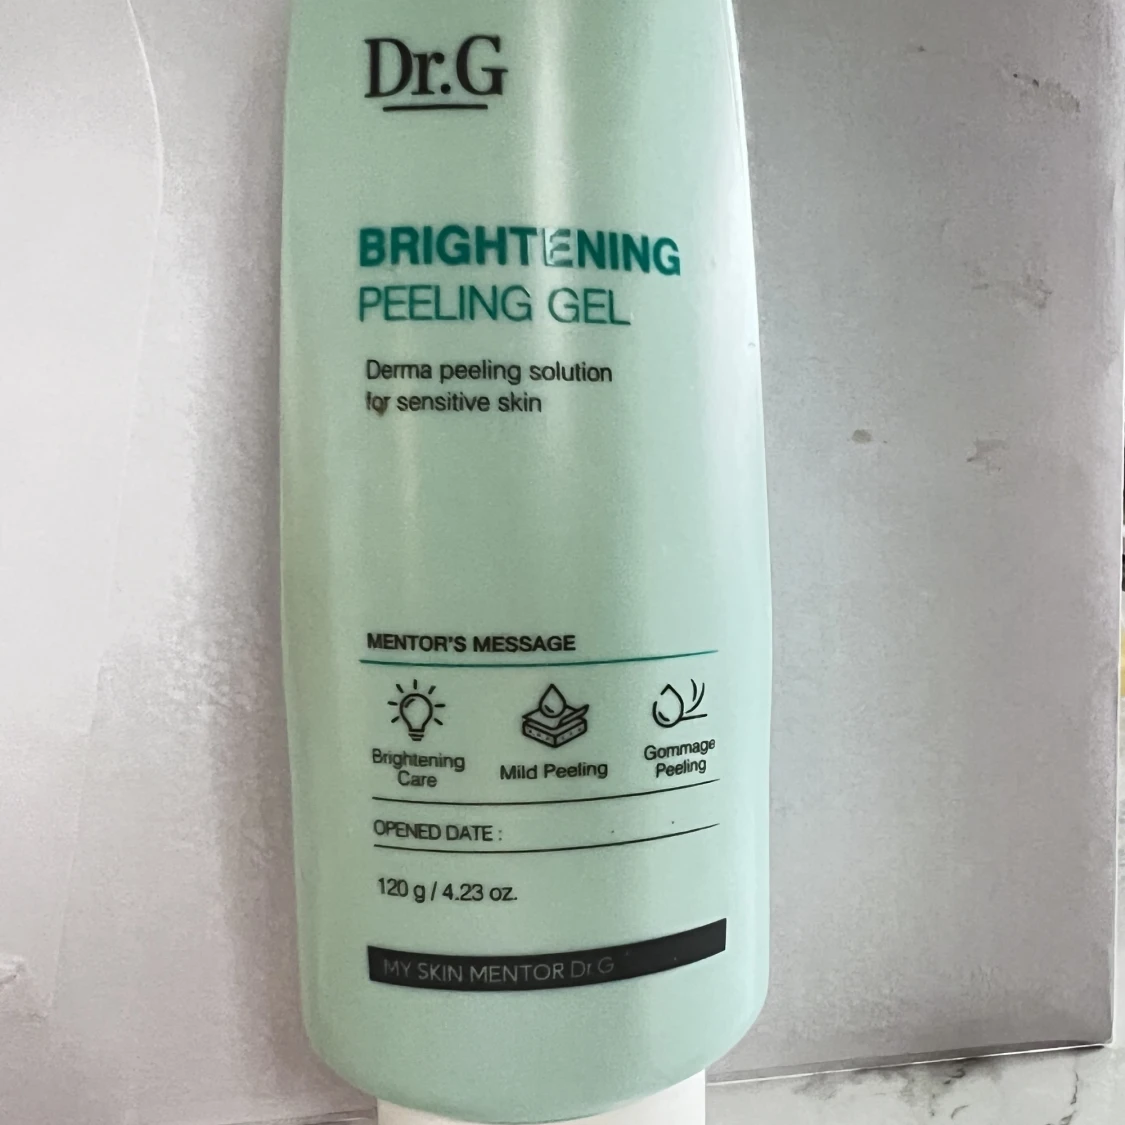 Dr.G
BRIGHTENING
PEELING GEL
Derma peeling solution
for sensitive skin
MENTOR'S MESSAGE
Brightening
Care
Mild Peeling
Gommage
Peeling
OPENED DATE :
120 g / 4.23 oz.
MY SKIN MENTOR Dr.G